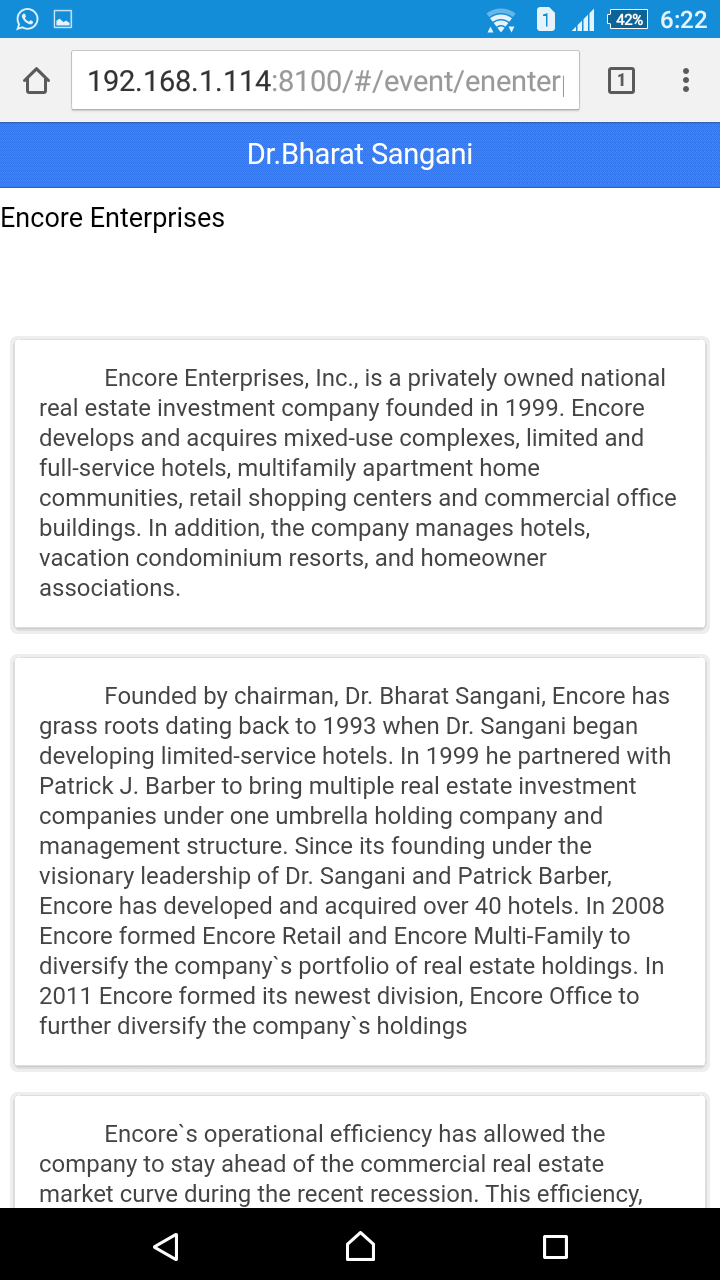 1
42%
6:22
192.168.1.114:8100/#/event/enenterp
1
Dr.Bharat Sangani
Encore Enterprises
Encore Enterprises, Inc., is a privately owned national
real estate investment company founded in 1999. Encore
develops and acquires mixed-use complexes, limited and
full-service hotels, multifamily apartment home
communities, retail shopping centers and commercial office
buildings. In addition, the company manages hotels,
vacation condominium resorts, and homeowner
associations.
Founded by chairman, Dr. Bharat Sangani, Encore has
grass roots dating back to 1993 when Dr. Sangani began
developing limited-service hotels. In 1999 he partnered with
Patrick J. Barber to bring multiple real estate investment
companies under one umbrella holding company and
management structure. Since its founding under the
visionary leadership of Dr. Sangani and Patrick Barber,
Encore has developed and acquired over 40 hotels. In 2008
Encore formed Encore Retail and Encore Multi-Family to
diversify the company`s portfolio of real estate holdings. In
2011 Encore formed its newest division, Encore Office to
further diversify the company`s holdings
Encore`s operational efficiency has allowed the
company to stay ahead of the commercial real estate
market curve during the recent recession. This efficiency,